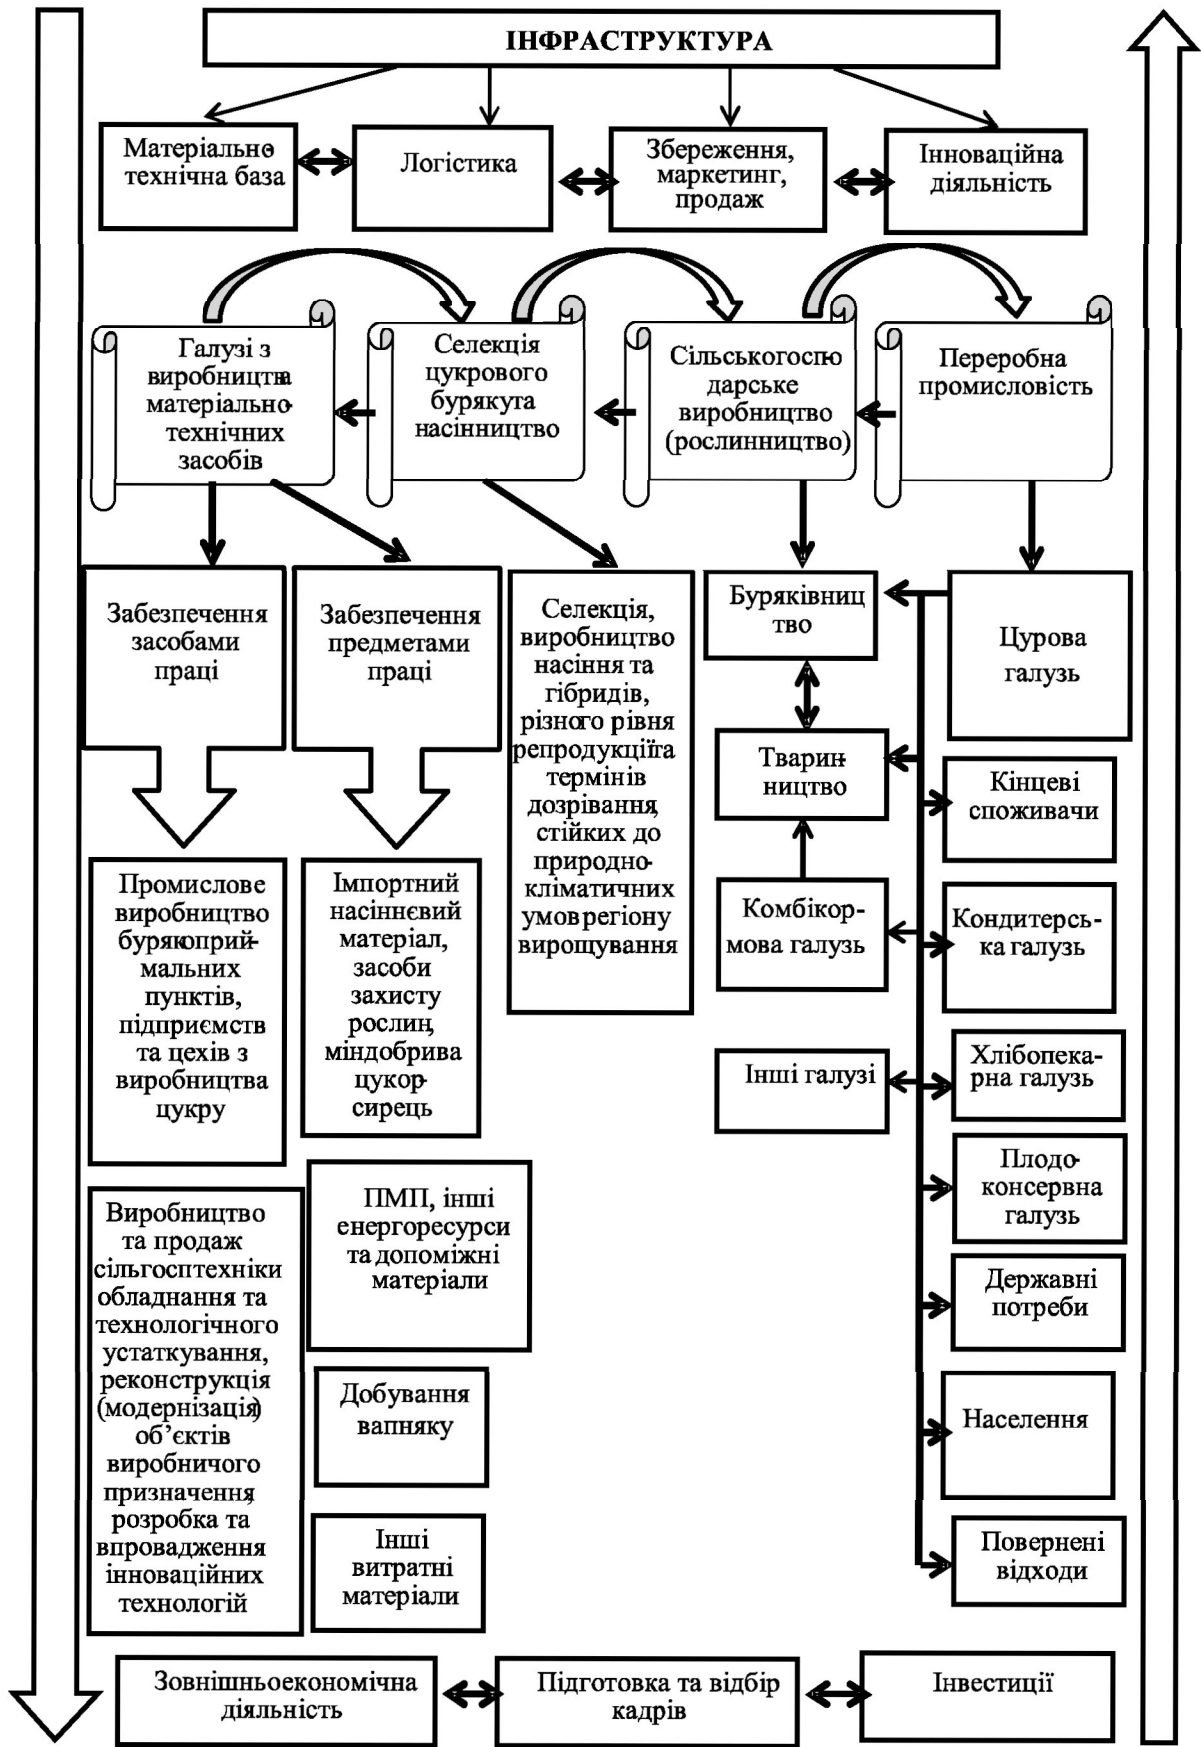 ІНФРАСТРУКТУРА
Матеріально-
технічна база
Логістика
Збереження,
маркетинг,
продаж
Інноваційна
діяльність
Галузі з
виробництва
матеріально-
технічних
засобів
Селекція
цукрового
бурякута
насінництво
Сільськогоспо
дарське
виробництво
(рослинництво)
Переробна
промисловість
Забезпечення
засобами
праці
Забезпечення
предметами
праці
Селекція,
виробництво
насіння та
гібридів,
різного рівня
репродукціїта
термінів
дозрівання,
стійких до
природно-
кліматичних
умов регіону
вирощування
Буряківниц
тво
Цурова
галузь
Тварин-
ництво
Кінцеві
споживачи
Промислове
виробництво
бурякоприй-
мальних
пунктів,
підприємств
та цехів з
виробництва
цукру
Імпортний
насіннєвий
матеріал,
засоби
захисту
рослин,
міндобрива
цукор-
сирець
Комбікор-
мова галузь
Кондитерсь-
ка галузь
Інші галузі
Хлібопека-
рна галузь
Плодо-
консервна
галузь
Виробництво
та продаж
сільгосптехніки
обладнання та
технологічного
устаткування,
реконструкція
(модернізація)
об’єктів
виробничого
призначення,
розробка та
впровадження
інноваційних
технологій
ПМП, інші
енергоресурси
та допоміжні
матеріали
Державні
потреби
Добування
вапняку
Населення
Інші
витратні
матеріали
Повернені
відходи
Зовнішньоекономічна
діяльність
Підготовка та відбір
кадрів
Інвестиції